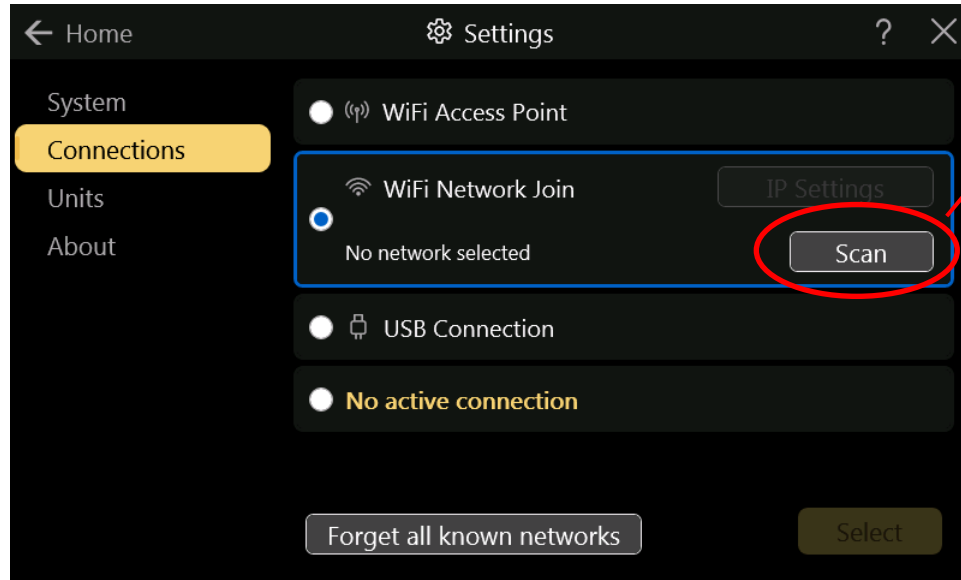 Home
Settings
?
System
Connections
Units
About
WiFi Access Point
WiFi Network Join
IP Settings
No network selected
Scan
USB Connection
No active connection
Forget all known networks
Select